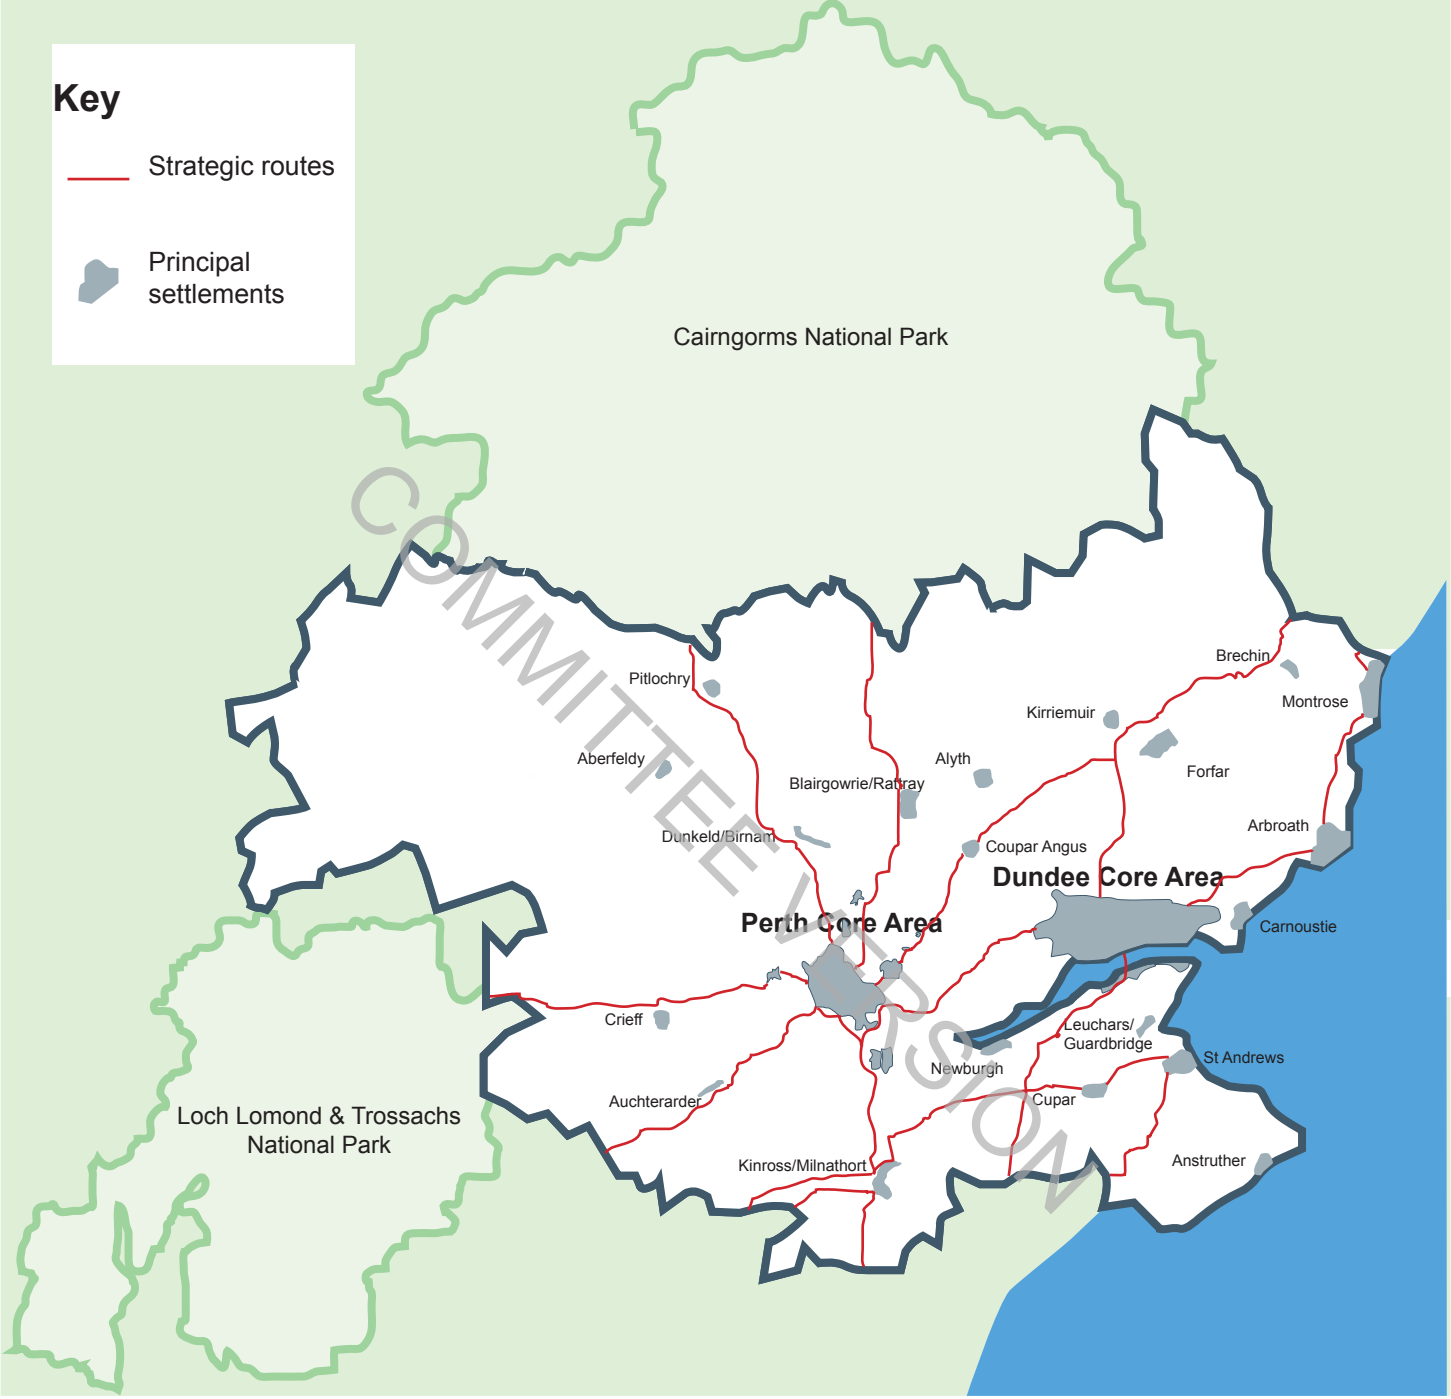 Key
Strategic routes
Principal
settlements
Cairngorms National Park
COMMITTEE VERSION
Brechin
Pitlochry
Montrose
Kirriemuir
Aberfeldy
Alyth
Forfar
Blairgowrie/Rattray
Dunkeld/Birnam
Arbroath
Coupar Angus
Dundee Core Area
Perth Core Area
Carnoustie
Crieff
Leuchars/
Guardbridge
St Andrews
Newburgh
Auchterarder
Cupar
Loch Lomond & Trossachs
National Park
Kinross/Milnathort
Anstruther